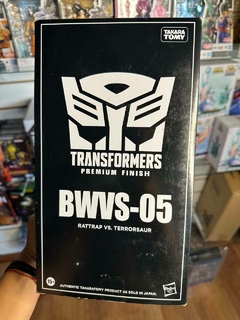 TAKARA
TOMY
TRANSFORMERS
PREMIUM FINISH
BWVS-05
RATTRAP VS. TERRORSAUR
AUTHENTIC TAKARATOMY PRODUCT AS SOLD IN JAPAN.
Hasbro